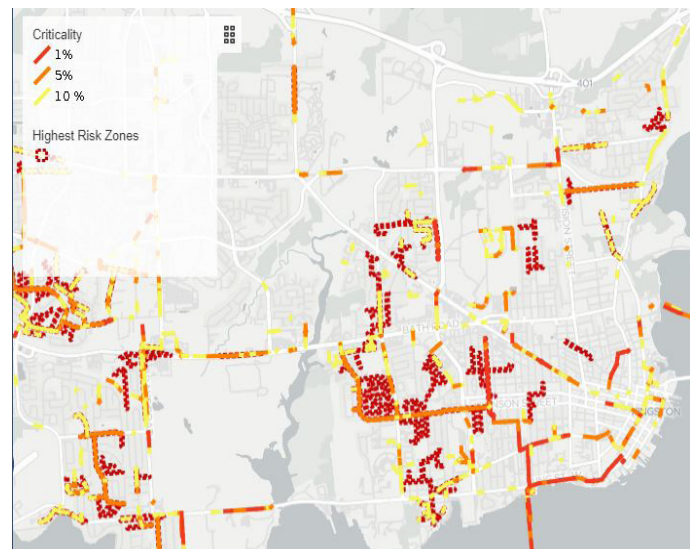 Criticality
1%
5%
10 %
Highest Risk Zones
401
BATH ROAD
KINGSTON